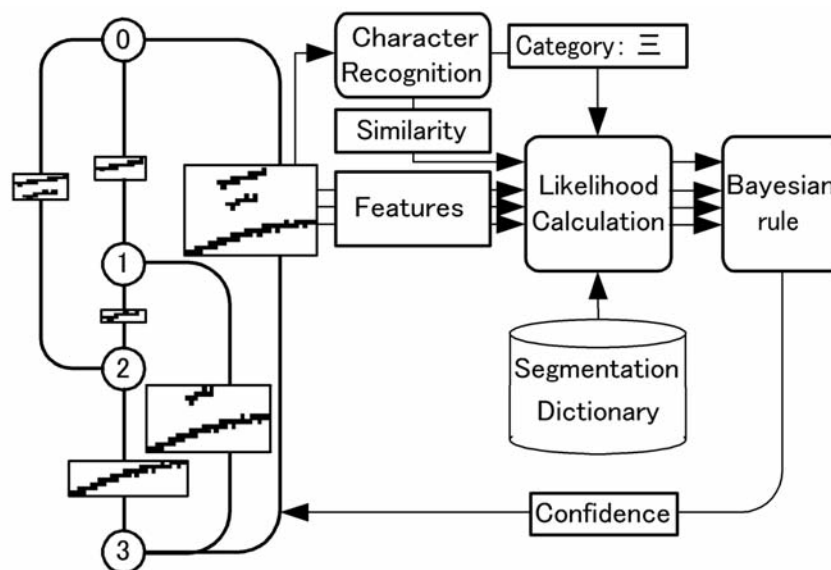 0
Character
Recognition
Category: 三
Similarity
Features
Likelihood
Calculation
Bayesian
rule
1
2
Segmentation
Dictionary
Confidence
3